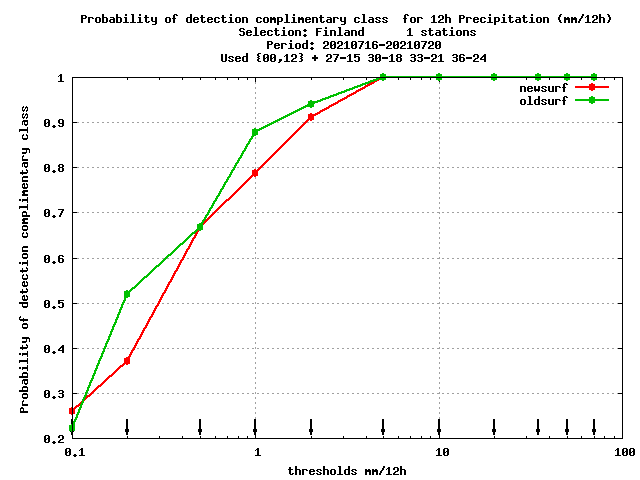 Probability of detection complimentary class  for 12h Precipitation (mm/12h)
Selection: Finland      1 stations
Period: 20210716-20210720
Used {00,12} + 27-15 30-18 33-21 36-24
newsurf
oldsurf
Probability of detection complimentary class
1
0.9
0.8
0.7
0.6
0.5
0.4
0.3
0.2
0.1 1 10 100
thresholds mm/12h